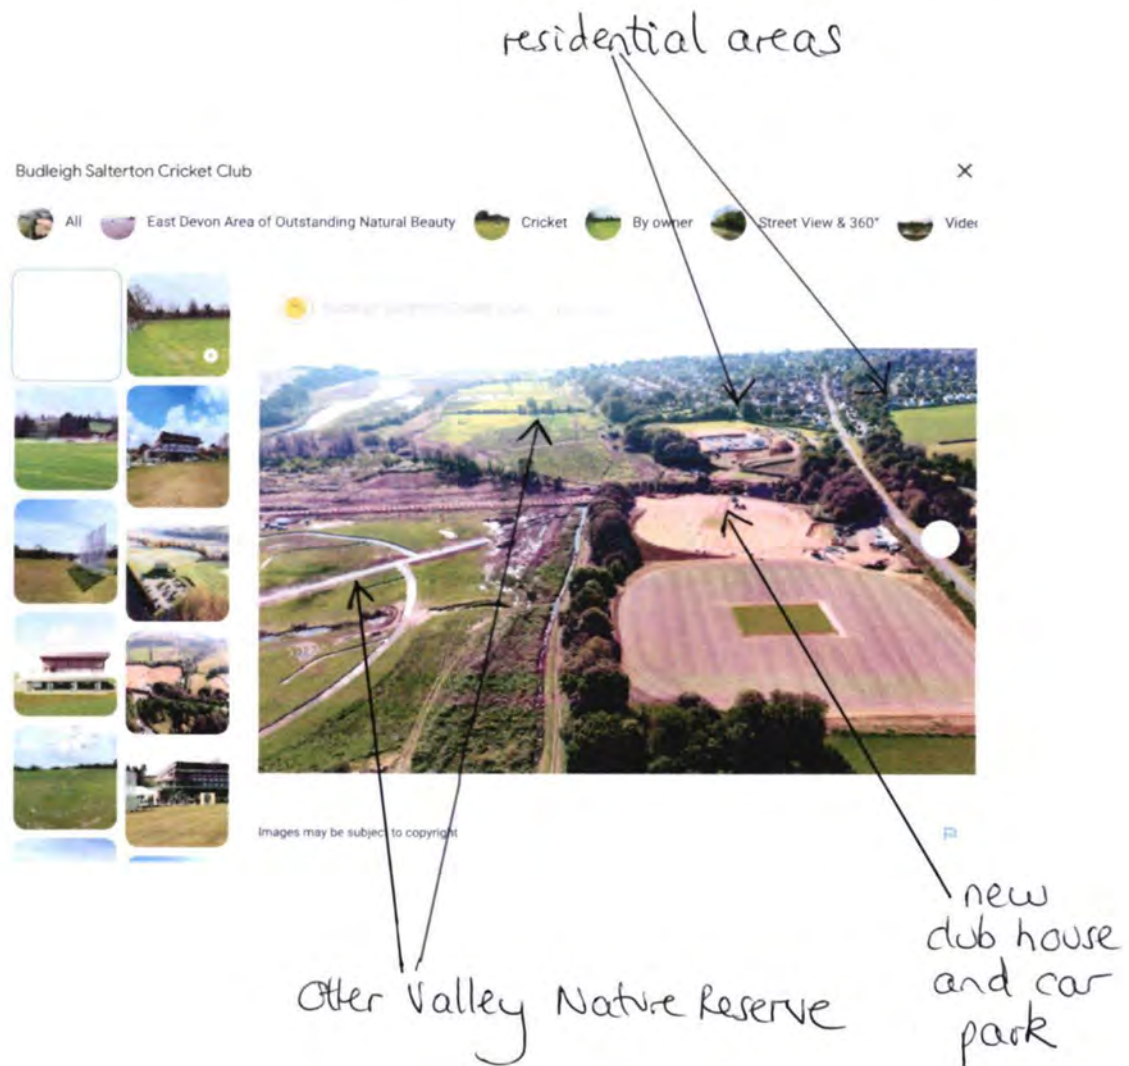 residential areas
Budleigh Salterton Cricket Club
All East Devon Area of Outstanding Natural Beauty Cricket By owner Street View & 360° Video
Images may be subject to copyright
new
club house
and car
park
Otter Valley Nature Reserve